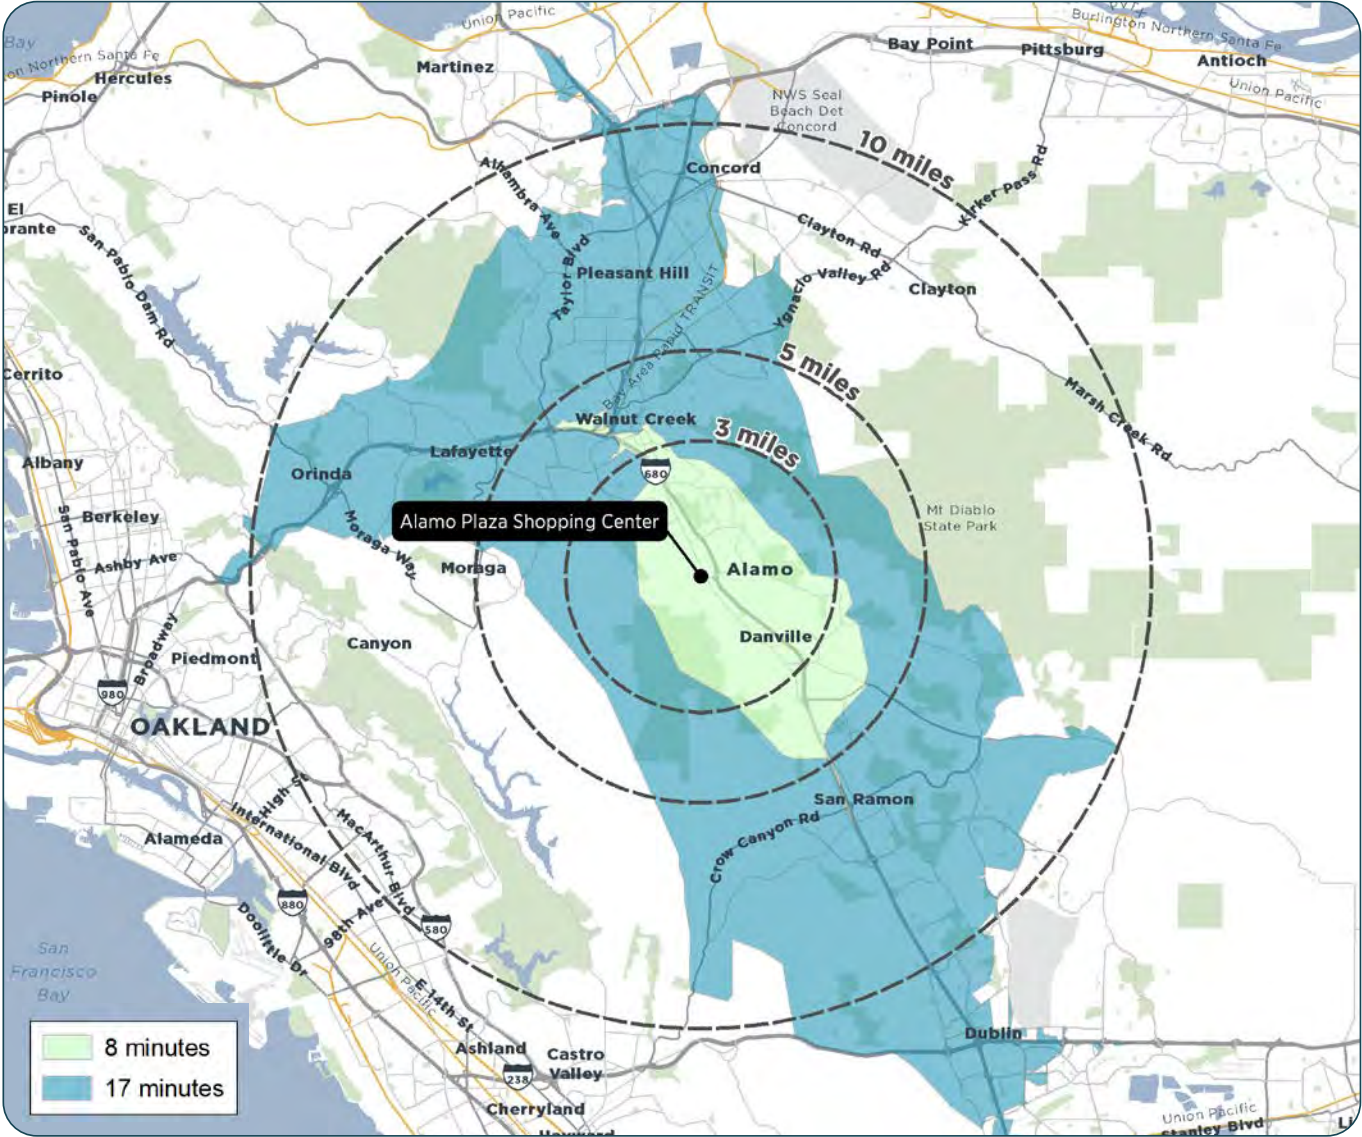 Union Pacific
Burlington Northern Santa Fe
Bay
on Northern Santa Fe
Hercules
Pinole
Martinez
Bay Point
Pittsburg
Antioch
Union Pacific
NWS Seal
Beach Det
Concord
10 miles
Alhambra Ave
Concord
Kirker Pass Rd
El
orante
San Pablo Dam Rd
Taylor Blvd
Pleasant Hill
Clayton Rd
Ygnacio Valley Rd
Clayton
Bay Area Rapid TRANSIT
5 miles
Cerrito
Marsh Creek Rd
Walnut Creek
3 miles
Albany
Orinda
Lafayette
680
San Pablo Ave
Berkeley
Alamo Plaza Shopping Center
Mt Diablo
State Park
Ashby Ave
Moraga Way
Moraga
Alamo
Canyon
Danville
Broadway
Piedmont
980
OAKLAND
High St
International Blvd
MacArthur Blvd
San Ramon
Crow Canyon Rd
Alameda
880
98th Ave
580
Doolittle Dr
Union Pacific
E 14th St
San
Francisco
Bay
Dublin
8 minutes
17 minutes
Ashland
Castro
Valley
238
Cherryland
Hayward
Union Pacific
Stanley Blvd
Li